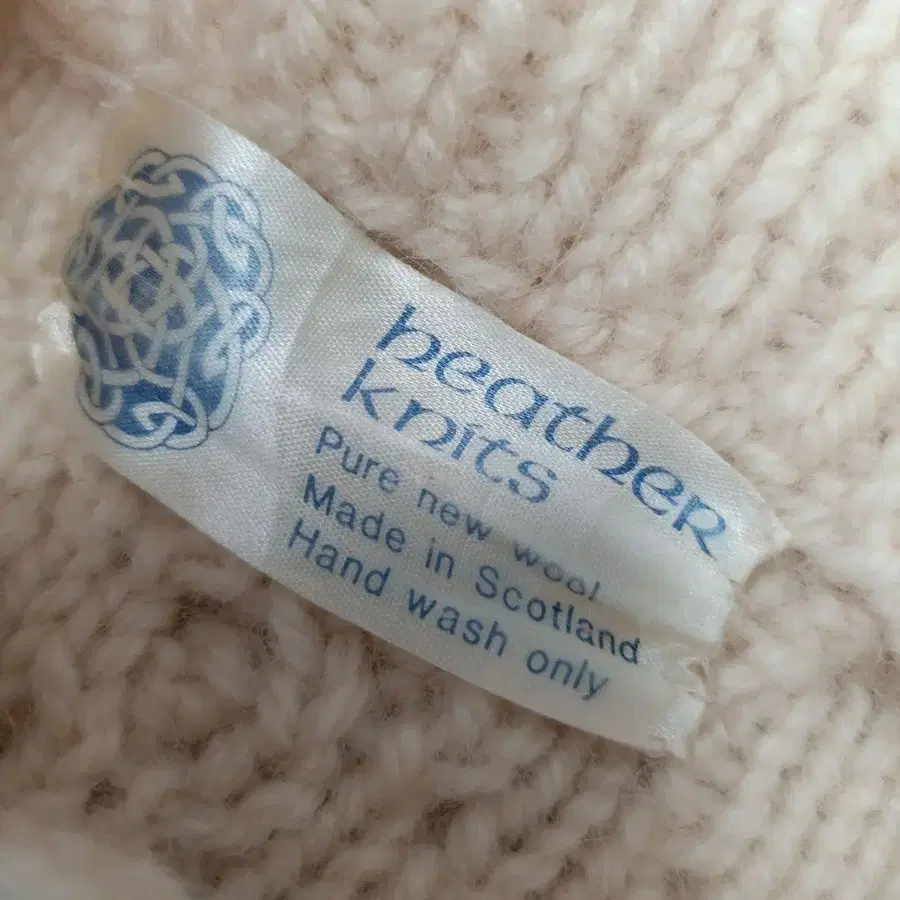 heather
knits
Pure new wool
Made in Scotland
Hand wash only